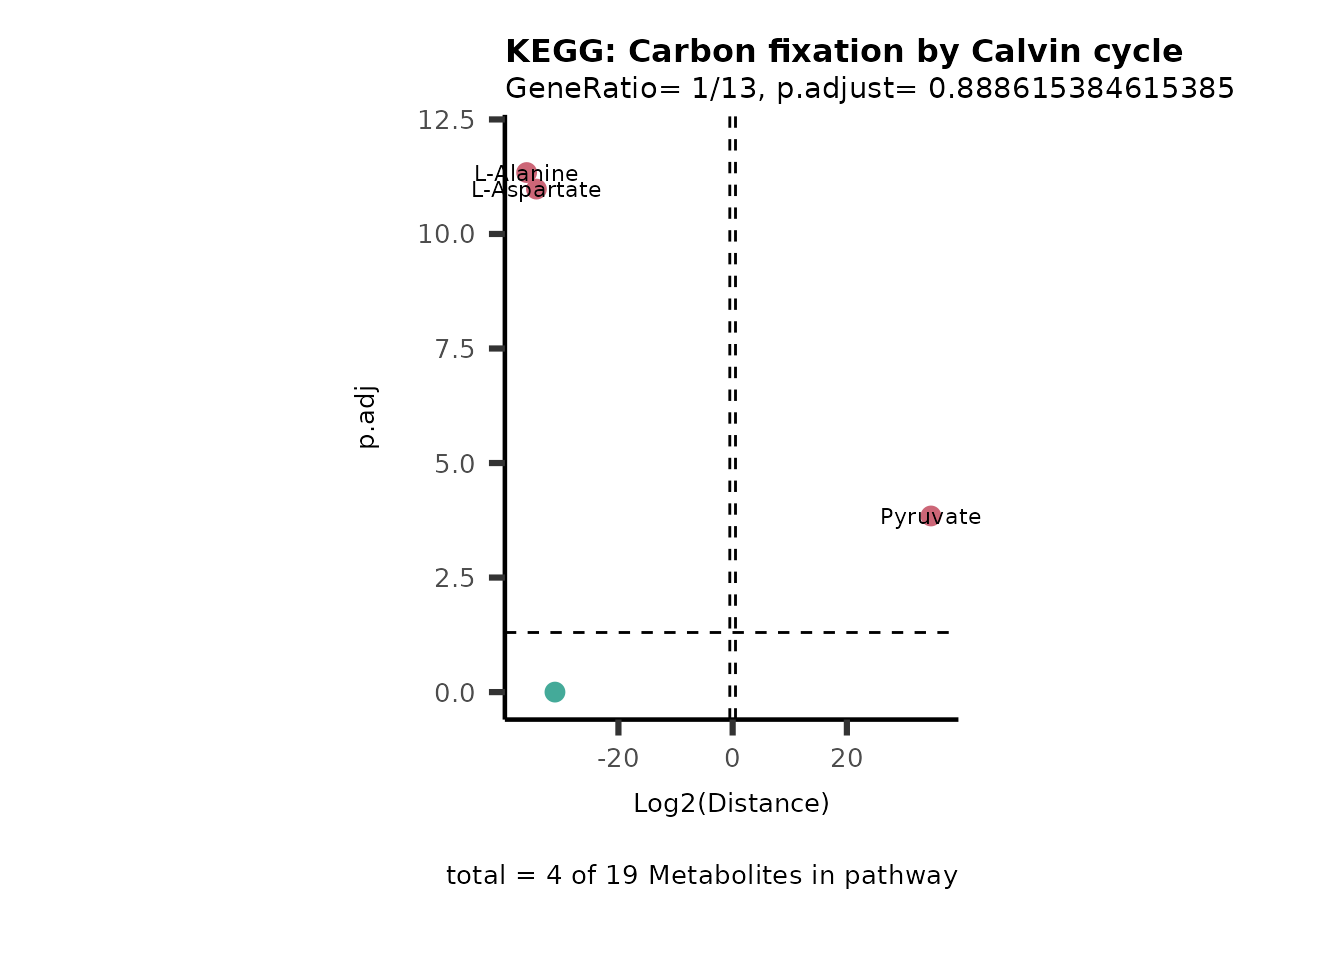 KEGG: Carbon fixation by Calvin cycle
GeneRatio= 1/13, p.adjust= 0.888615384615385
12.5
L-Alanine
L-Aspartate
10.0
7.5
p.adj
5.0
Pyruvate
2.5
0.0
-20
0
20
Log2(Distance)
total = 4 of 19 Metabolites in pathway